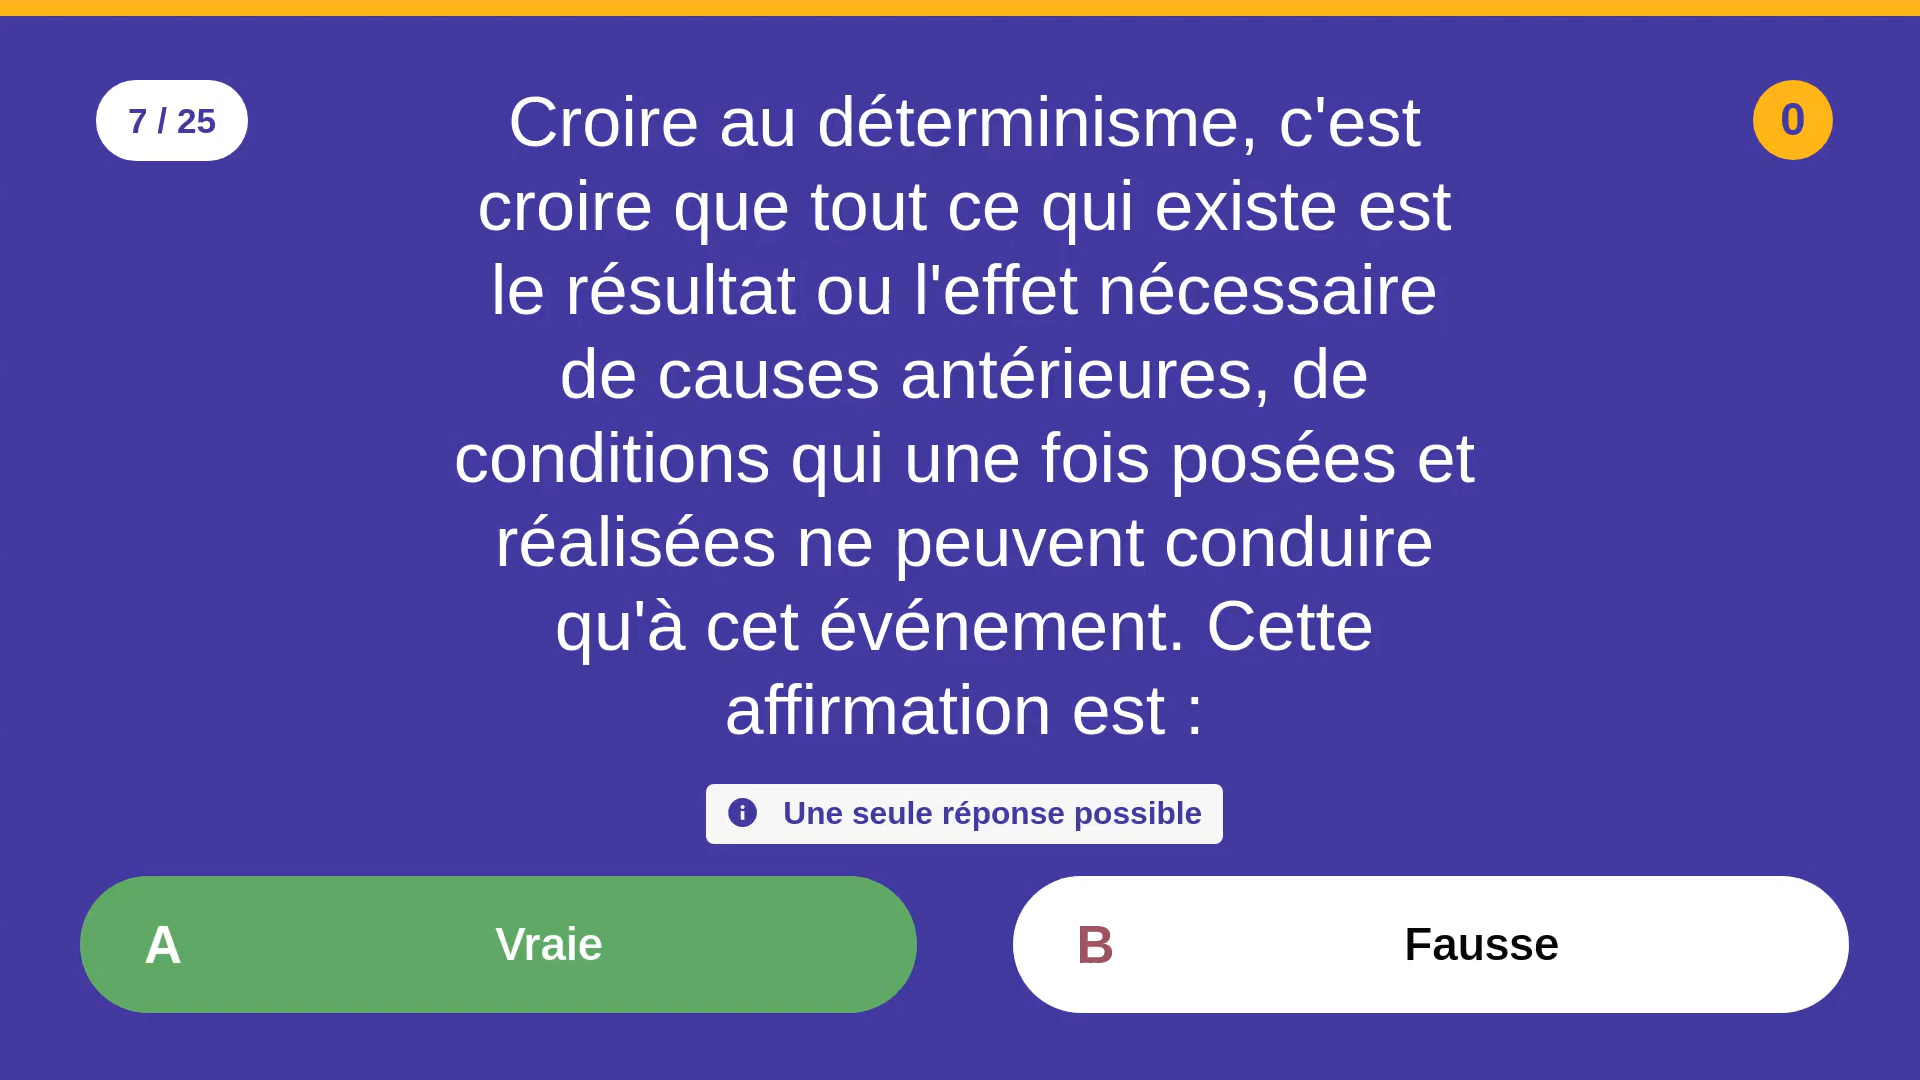 7 / 25
Croire au déterminisme, c'est
croire que tout ce qui existe est
le résultat ou l'effet nécessaire
de causes antérieures, de
conditions qui une fois posées et
réalisées ne peuvent conduire
qu'à cet événement. Cette
affirmation est :
0
Une seule réponse possible
A Vraie
B Fausse